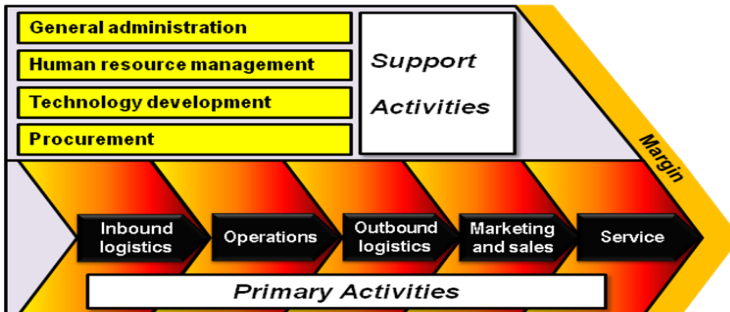 General administration
Human resource management
Technology development
Procurement
Support
Activities
Margin
Inbound
logistics
Operations
Outbound
logistics
Marketing
and sales
Service
Primary Activities